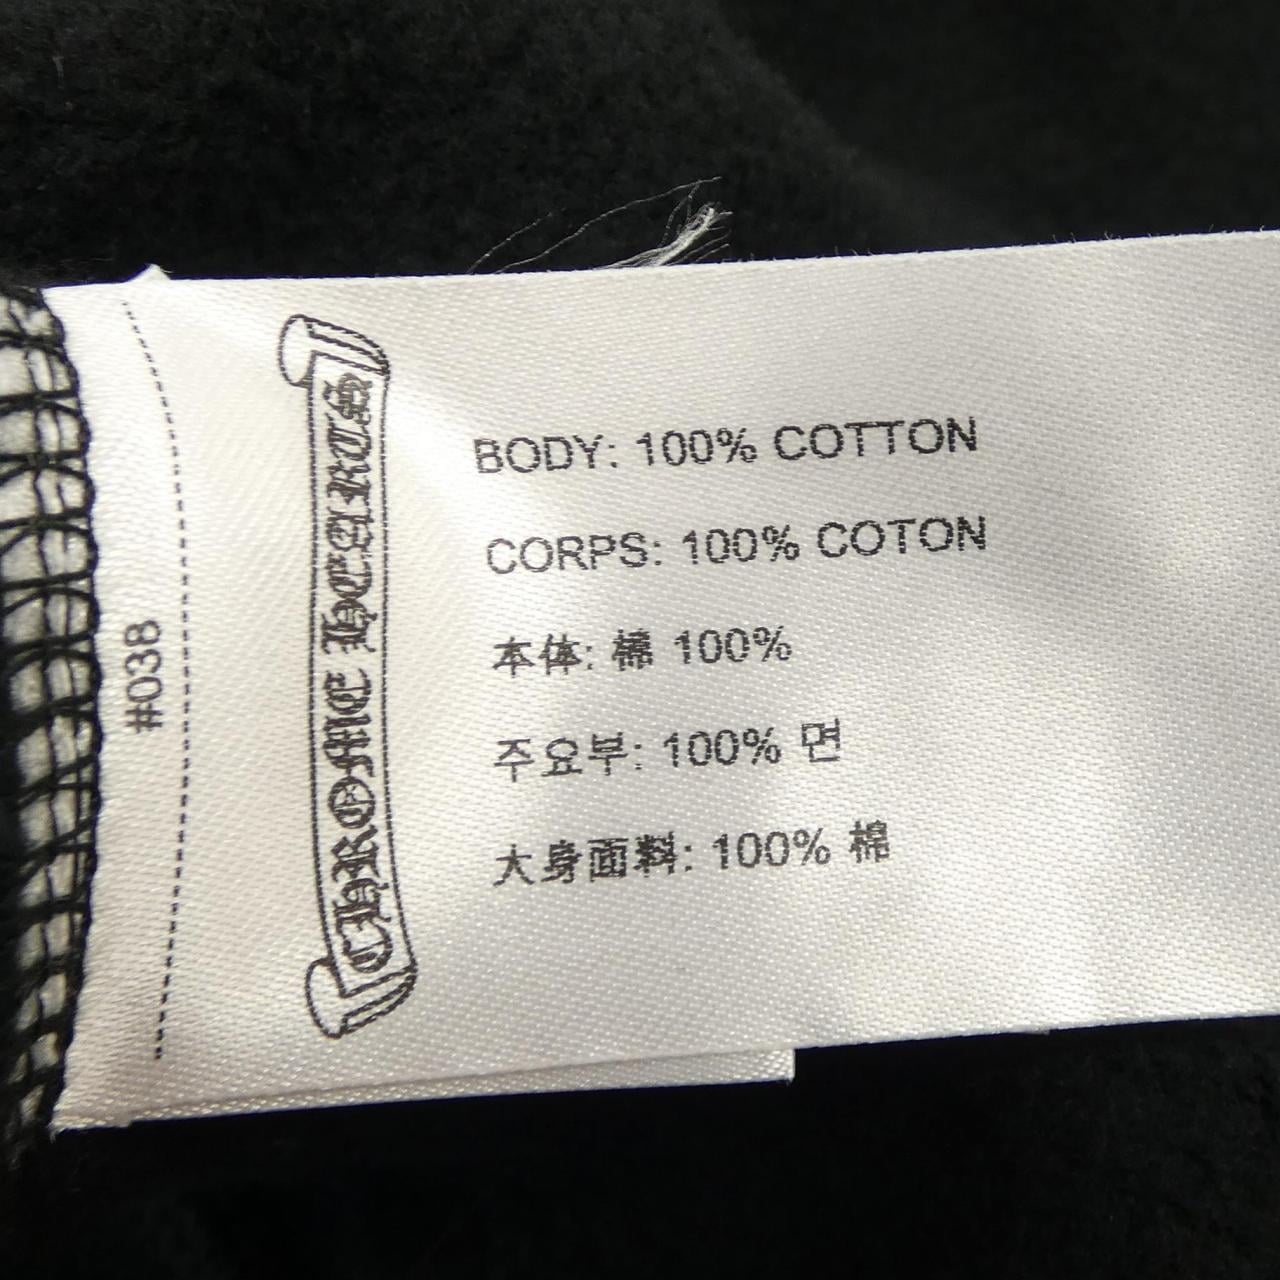 #038
CHROME HEARTS
BODY: 100% COTTON
CORPS: 100% COTON
本体: 棉 100%
주요부: 100% 면
大身面料: 100% 棉